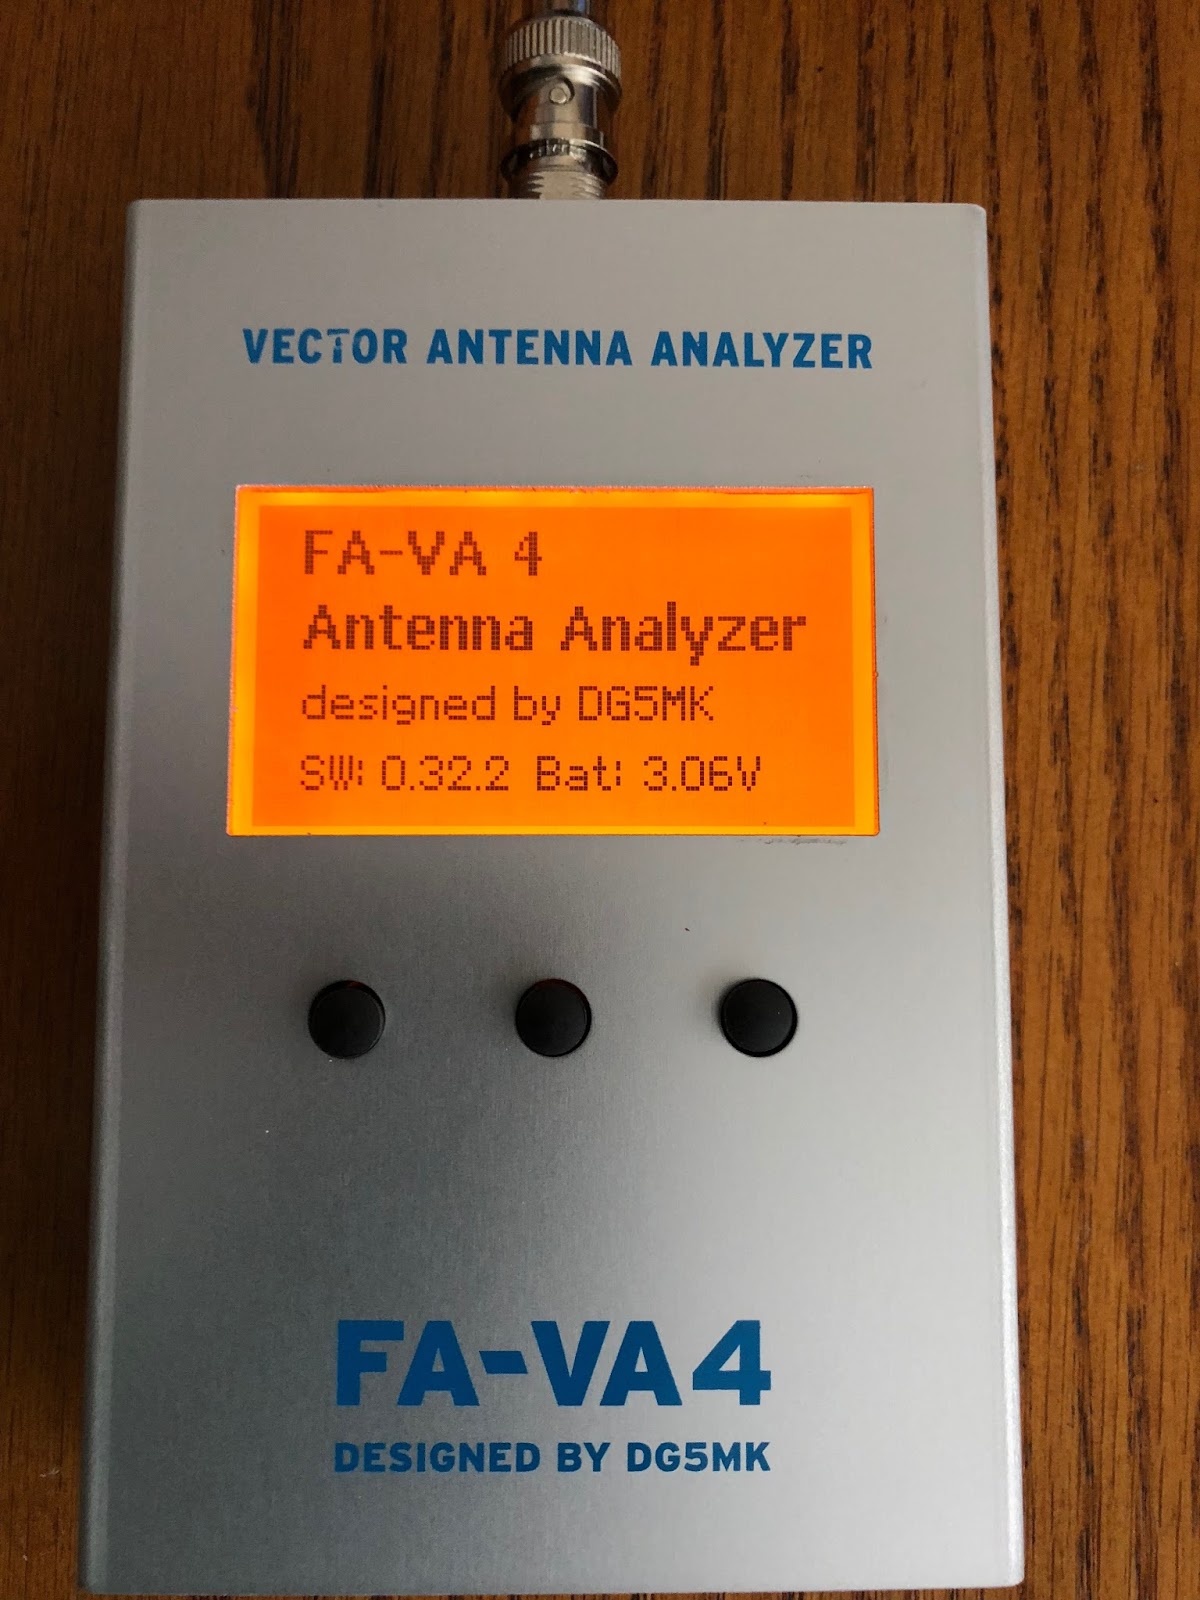 VECTOR ANTENNA ANALYZER
FA-VA 4
Antenna Analyzer
designed by DG5MK
SW: 0.32.2 Bat: 3.06V
FA-VA4
DESIGNED BY DG5MK